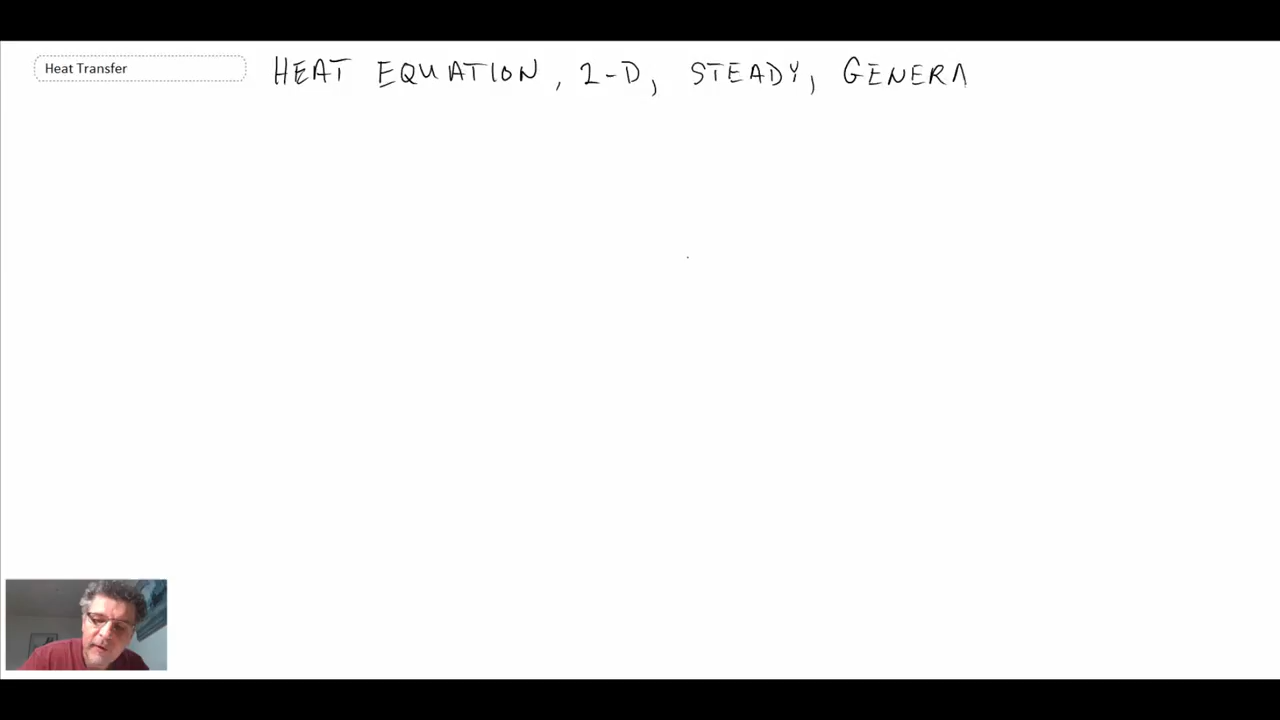 Heat Transfer
HEAT EQUATION, 2-D, STEADY, GENERA